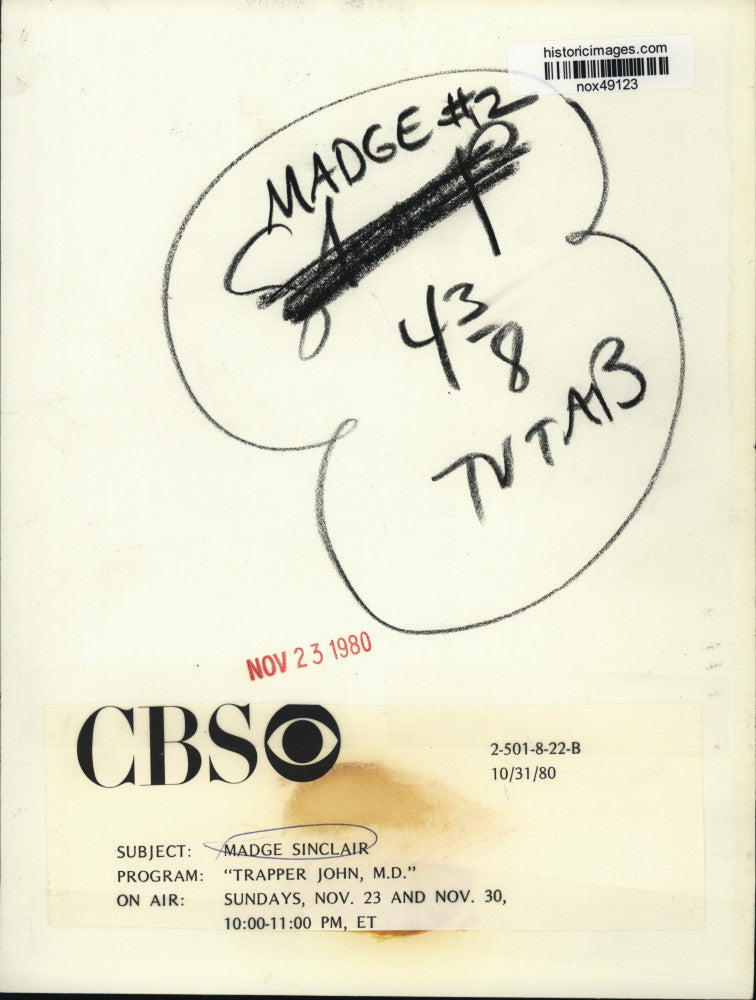 historicimages.com
nox49123
MADGE #2
4 3/8
TV TAB
NOV 23 1980
CBS
2-501-8-22-B
10/31/80
SUBJECT: MADGE SINCLAIR
PROGRAM: “TRAPPER JOHN, M.D.”
ON AIR: SUNDAYS, NOV. 23 AND NOV. 30,
10:00-11:00 PM, ET